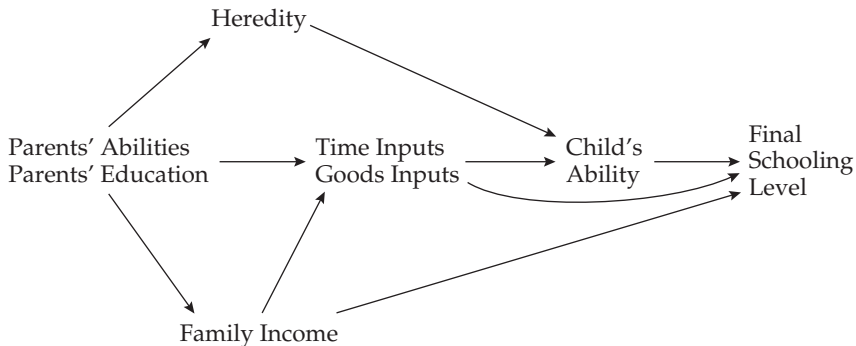 Heredity
Parents' Abilities
Parents' Education
Time Inputs
Goods Inputs
Child's
Ability
Final
Schooling
Level
Family Income